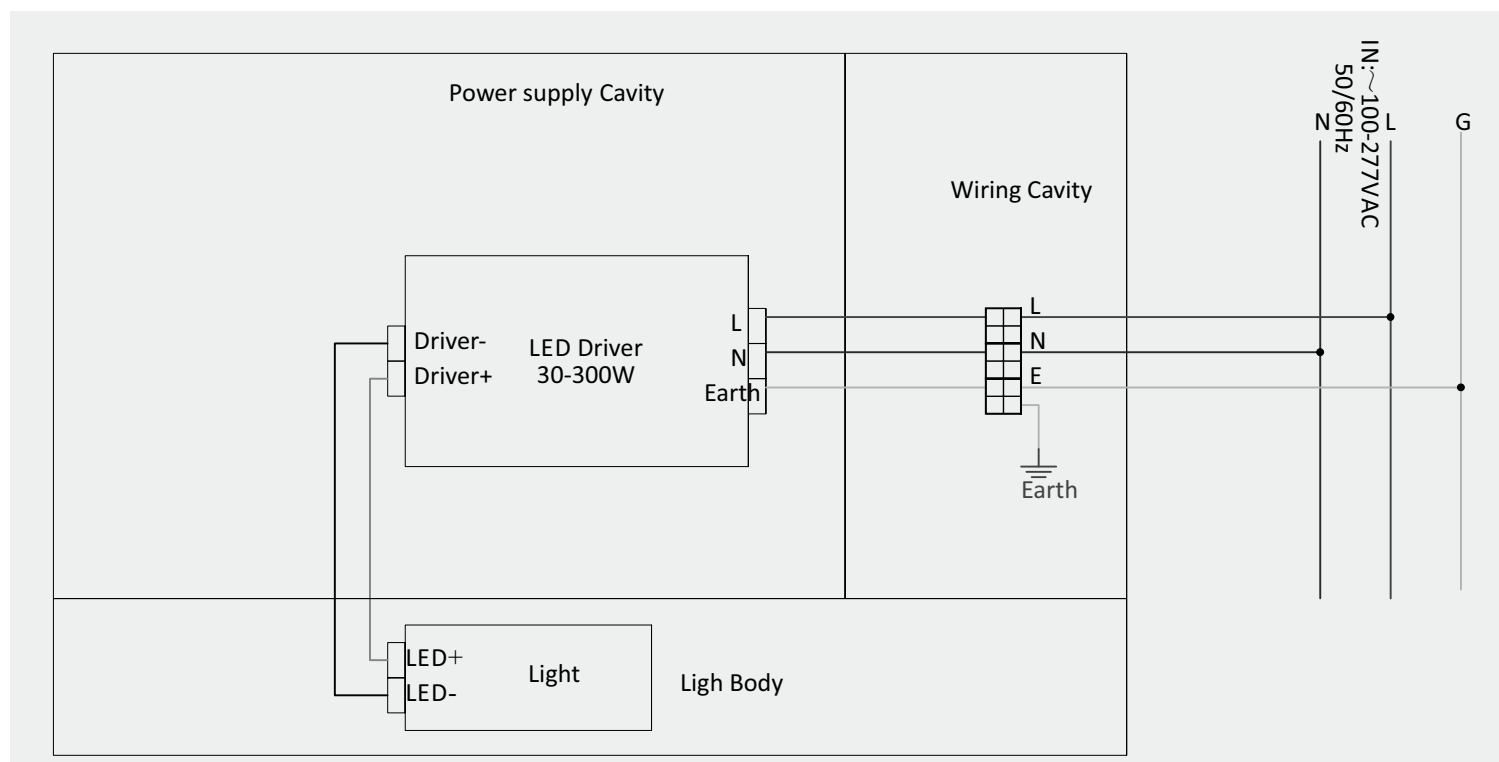 Power supply Cavity
IN:～100-277VAC
50/60Hz
N
L
G
Wiring Cavity
L
N
E
Driver-
Driver+
LED Driver
30-300W
L
N
Earth
Earth
LED+
LED-
Light
Ligh Body